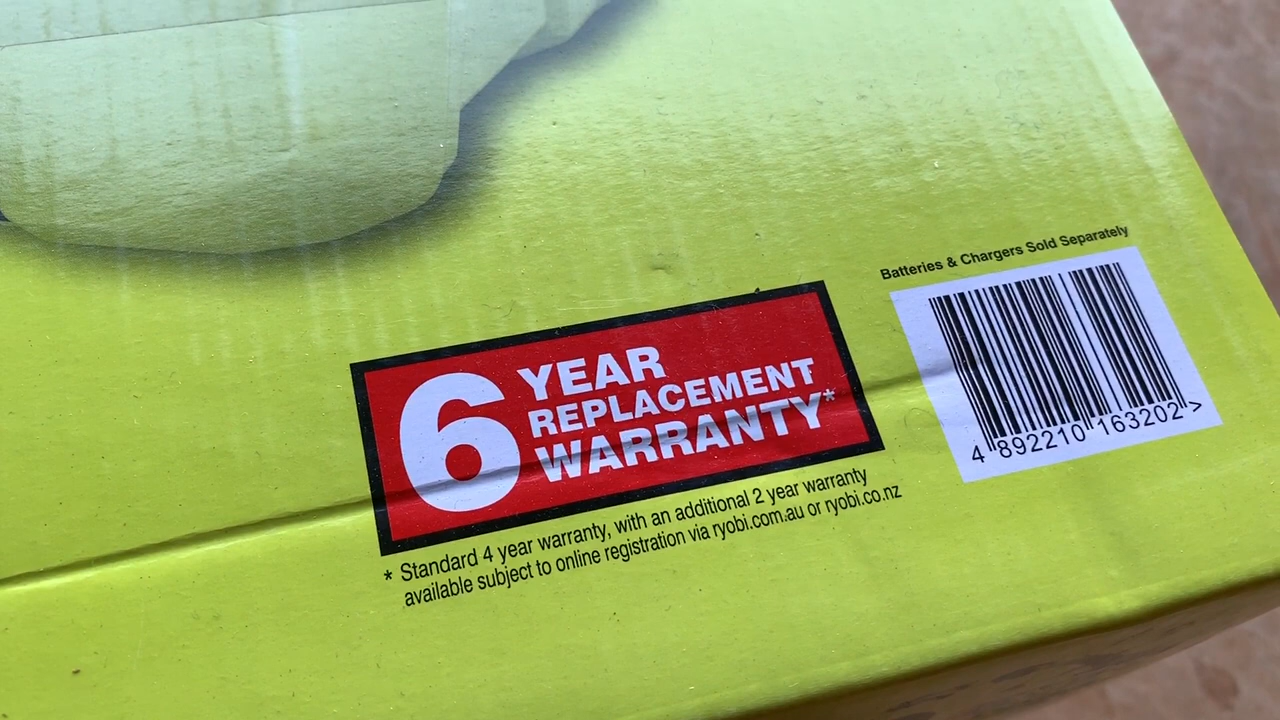 Batteries & Chargers Sold Separately
6 YEAR
REPLACEMENT
WARRANTY*
4 892210 163202 >
* Standard 4 year warranty, with an additional 2 year warranty
available subject to online registration via ryobi.com.au or ryobi.co.nz